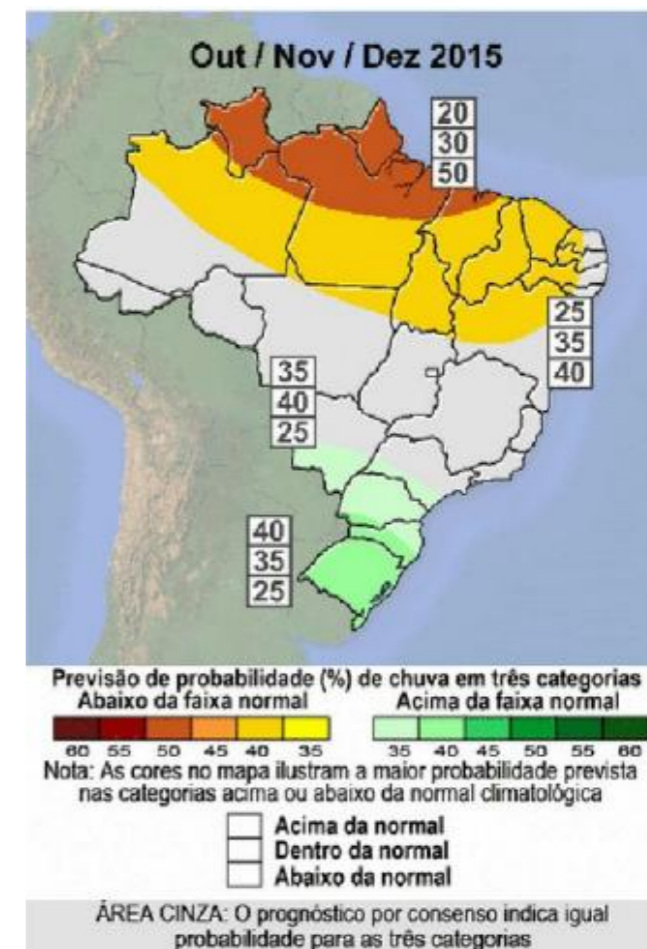 Out / Nov / Dez 2015
20
30
50
25
35
40
35
40
25
40
35
25
Previsão de probabilidade (%) de chuva em três categorias
Abaixo da faixa normal Acima da faixa normal
60 55 50 45 40 35 35 40 45 50 55 60
Nota: As cores no mapa ilustram a maior probabilidade prevista
nas categorias acima ou abaixo da normal climatológica
Acima da normal
Dentro da normal
Abaixo da normal
ÁREA CINZA: O prognóstico por consenso indica igual
probabilidade para as três categorias